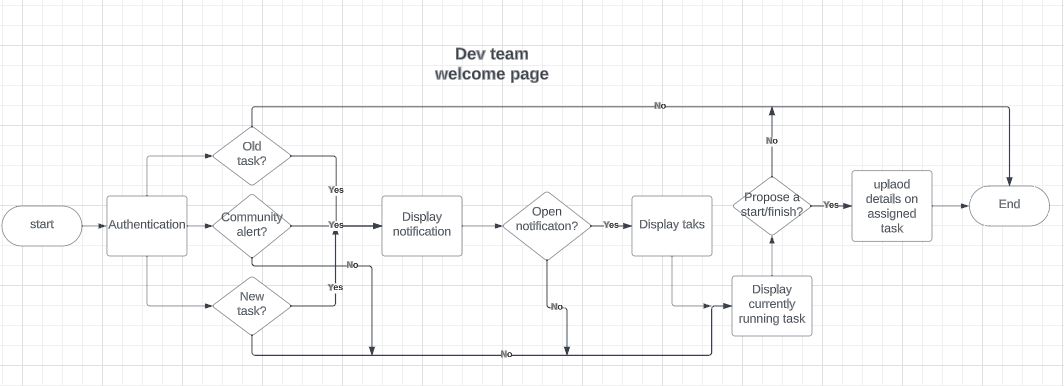 Dev team
welcome page
No
Old
task?
No
Yes
start
Authentication
Community
alert?
Yes
Display
notification
Open
notificaton?
Yes
Display taks
Propose a
start/finish?
Yes
uplaod
details on
assigned
task
End
No
New
task?
Yes
No
Display
currently
running task
No